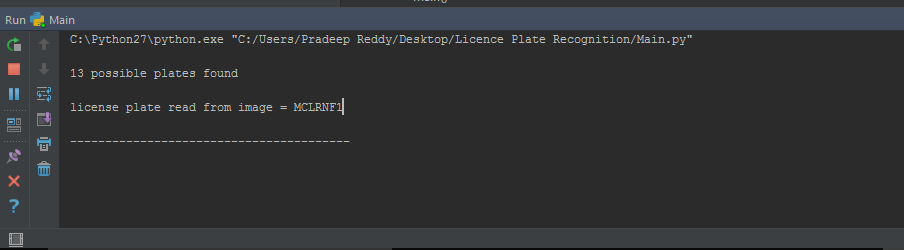 Run Main
C:\Python27\python.exe "C:/Users/Pradeep Reddy/Desktop/Licence Plate Recognition/Main.py"
13 possible plates found
license plate read from image = MCLRNF1
----------------------------------------
?